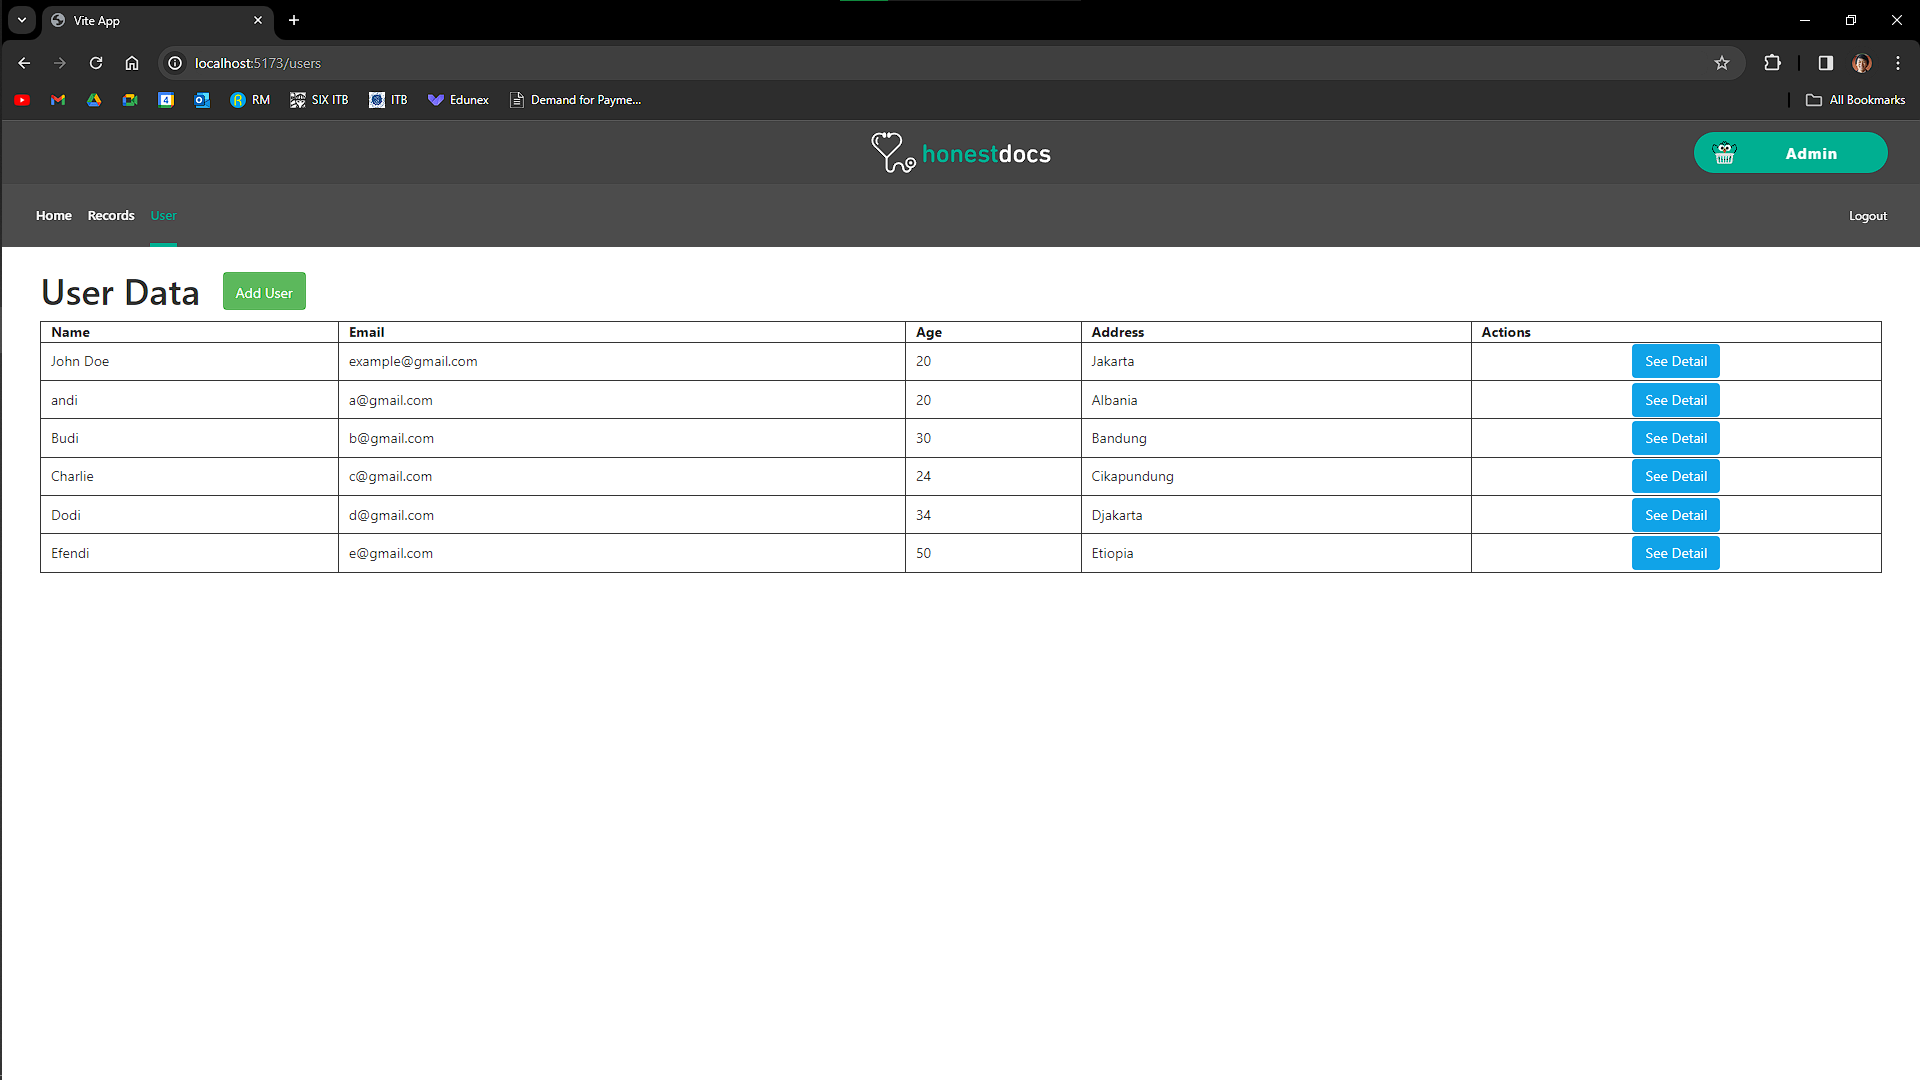 Vite App
localhost:5173/users
4 RM SIX ITB ITB Edunex Demand for Payme... All Bookmarks
honestdocs Admin
Home Records User Logout
User Data Add User
Name Email Age Address Actions
John Doe example@gmail.com 20 Jakarta See Detail
andi a@gmail.com 20 Albania See Detail
Budi b@gmail.com 30 Bandung See Detail
Charlie c@gmail.com 24 Cikapundung See Detail
Dodi d@gmail.com 34 Djakarta See Detail
Efendi e@gmail.com 50 Etiopia See Detail